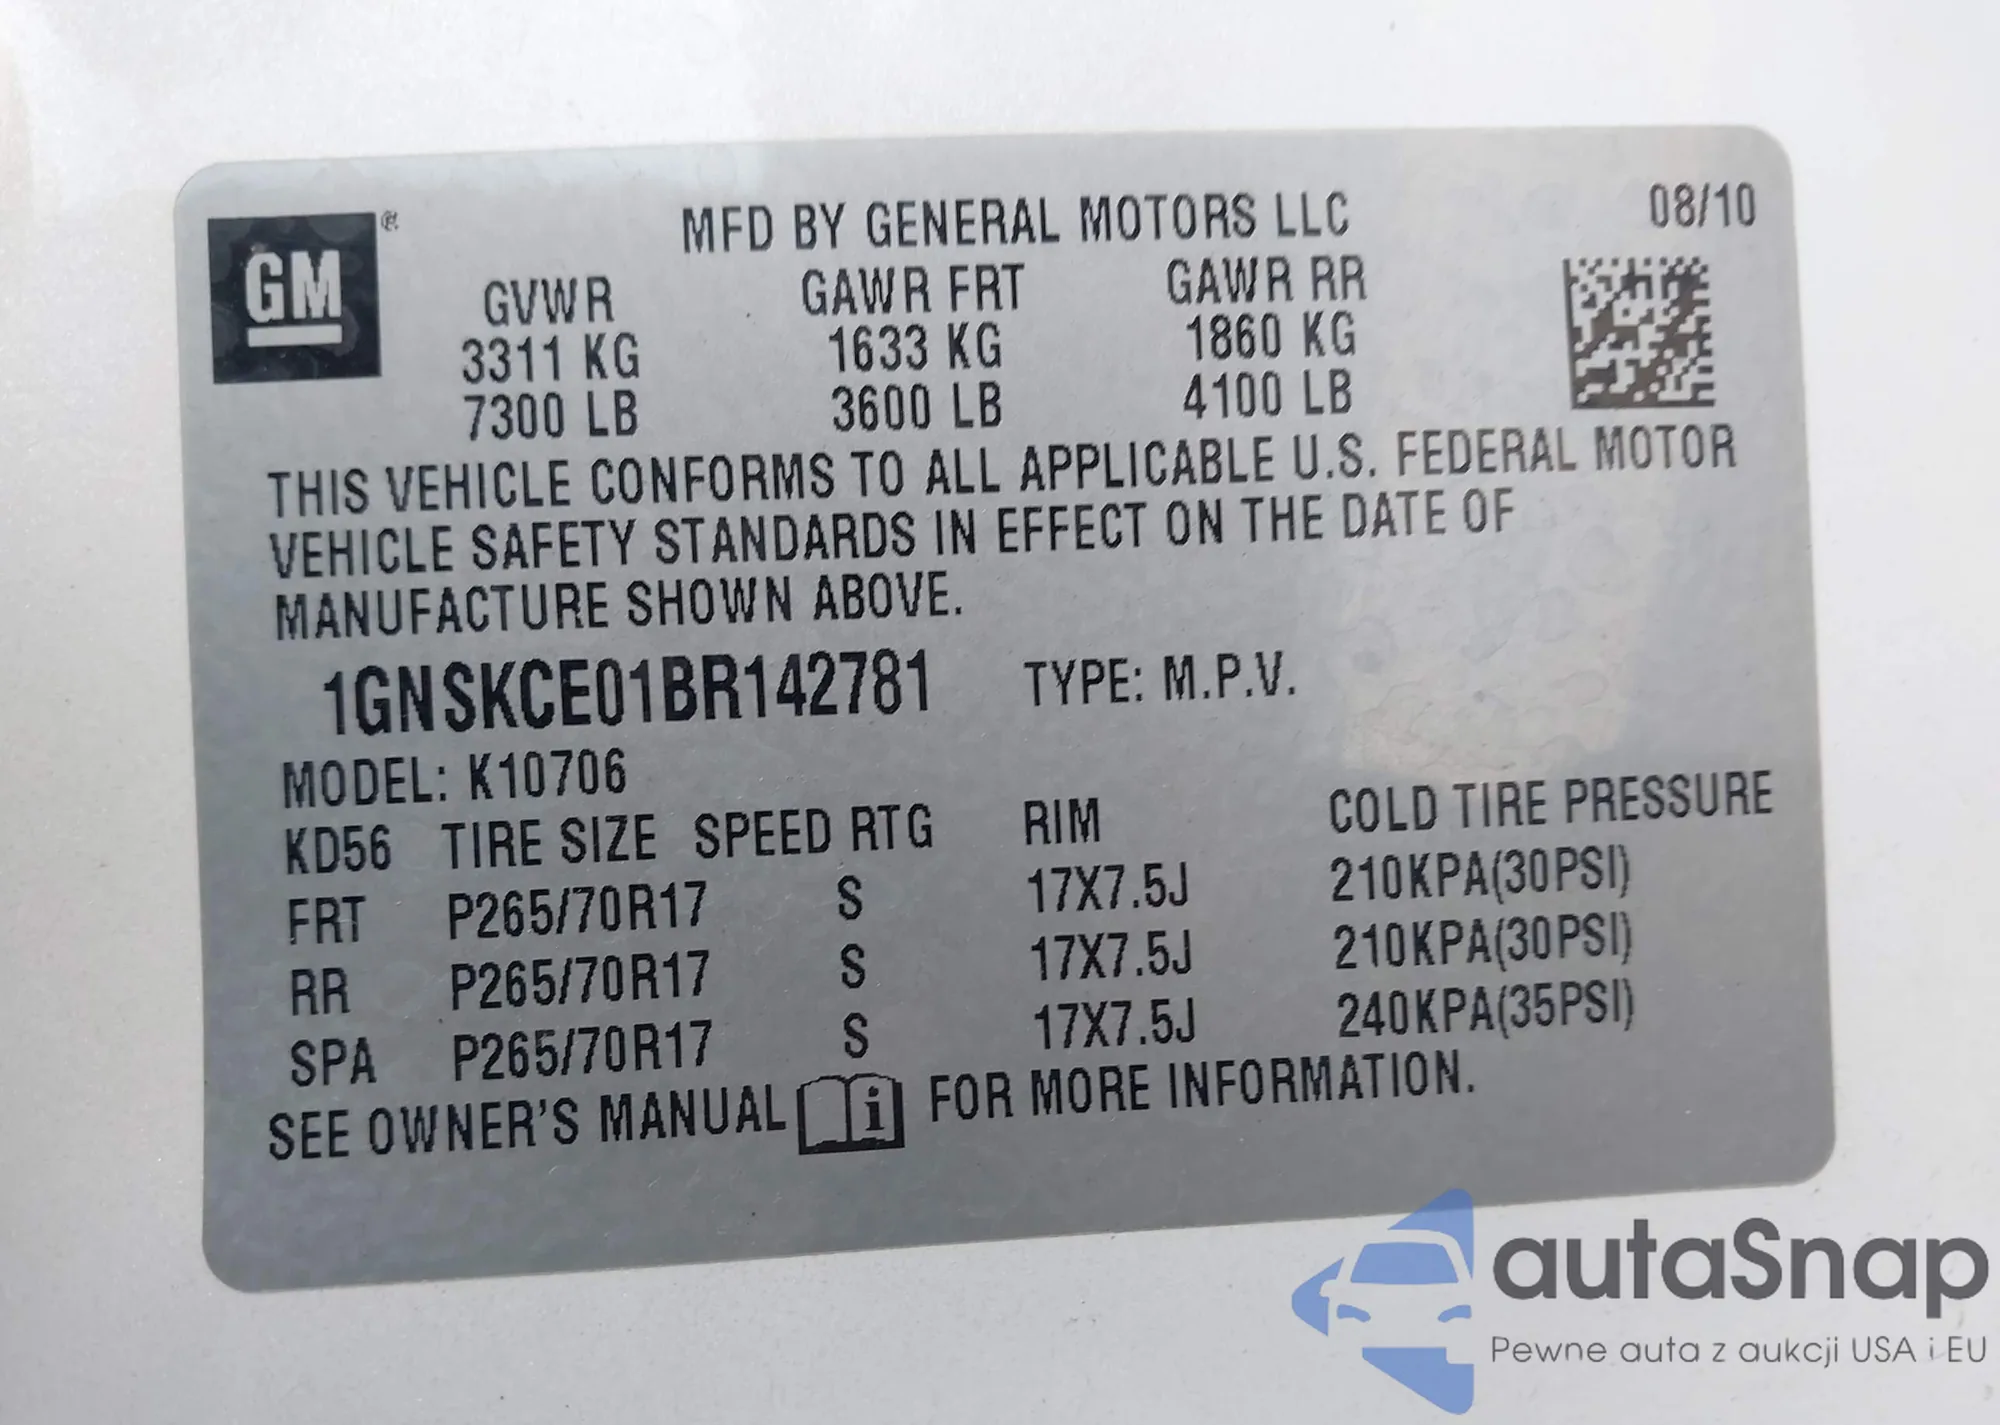 GM ®
MFD BY GENERAL MOTORS LLC 08/10
GVWR GAWR FRT GAWR RR
3311 KG 1633 KG 1860 KG
7300 LB 3600 LB 4100 LB
THIS VEHICLE CONFORMS TO ALL APPLICABLE U.S. FEDERAL MOTOR
VEHICLE SAFETY STANDARDS IN EFFECT ON THE DATE OF
MANUFACTURE SHOWN ABOVE.
1GNSKCE01BR142781 TYPE: M.P.V.
MODEL: K10706
KD56 TIRE SIZE SPEED RTG RIM COLD TIRE PRESSURE
FRT P265/70R17 S 17X7.5J 210KPA(30PSI)
RR P265/70R17 S 17X7.5J 210KPA(30PSI)
SPA P265/70R17 S 17X7.5J 240KPA(35PSI)
SEE OWNER'S MANUAL i FOR MORE INFORMATION.
autaSnap
Pewne auta z aukcji USA i EU